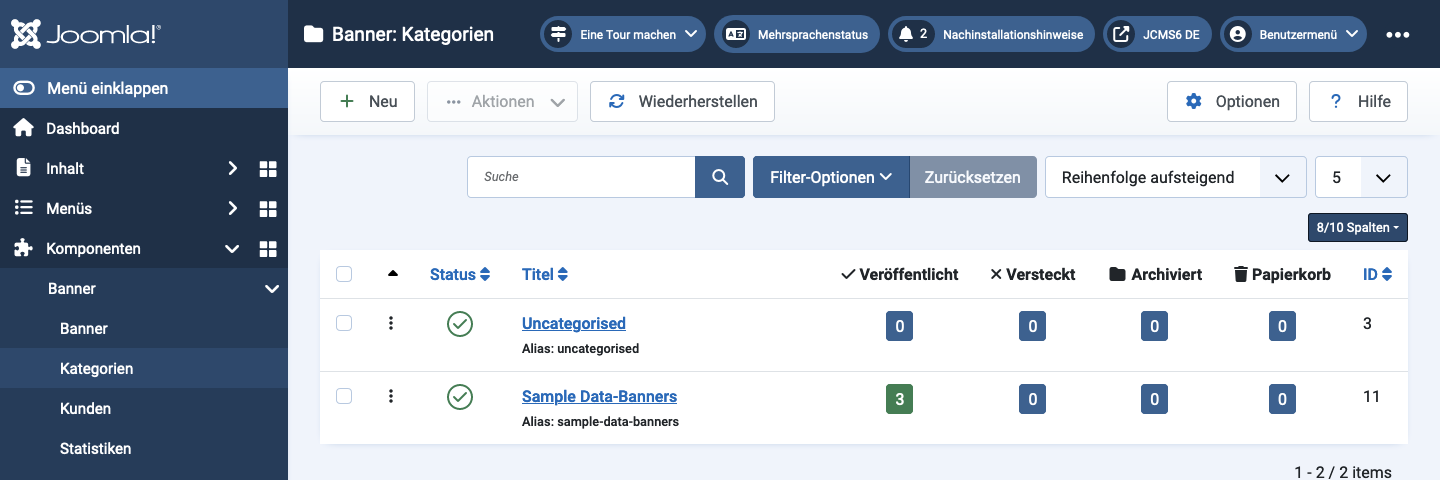 Joomla!®
Banner: Kategorien
Eine Tour machen
Mehrsprachenstatus
2 Nachinstallationshinweise
JCMS6 DE
Benutzermenü
Menü einklappen
Dashboard
Inhalt
Menüs
Komponenten
Banner
Banner
Kategorien
Kunden
Statistiken
Neu
Aktionen
Wiederherstellen
Optionen
? Hilfe
Suche
Filter-Optionen
Zurücksetzen
Reihenfolge aufsteigend
5
8/10 Spalten
Status Titel Veröffentlicht Versteckt Archiviert Papierkorb ID
Uncategorised 0 0 0 0 3
Alias: uncategorised
Sample Data-Banners 3 0 0 0 11
Alias: sample-data-banners
1 - 2 / 2 items